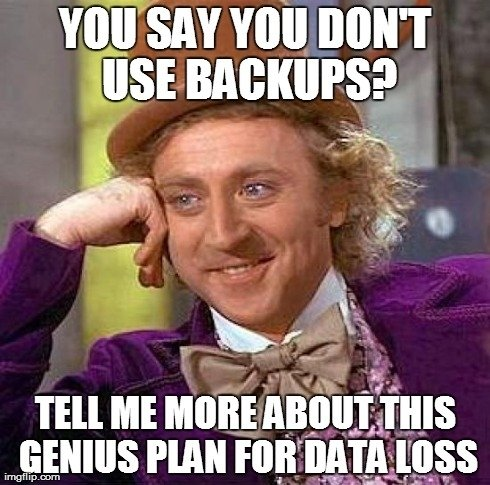 YOU SAY YOU DON'T
USE BACKUPS?
TELL ME MORE ABOUT THIS
GENIUS PLAN FOR DATA LOSS
imgflip.com